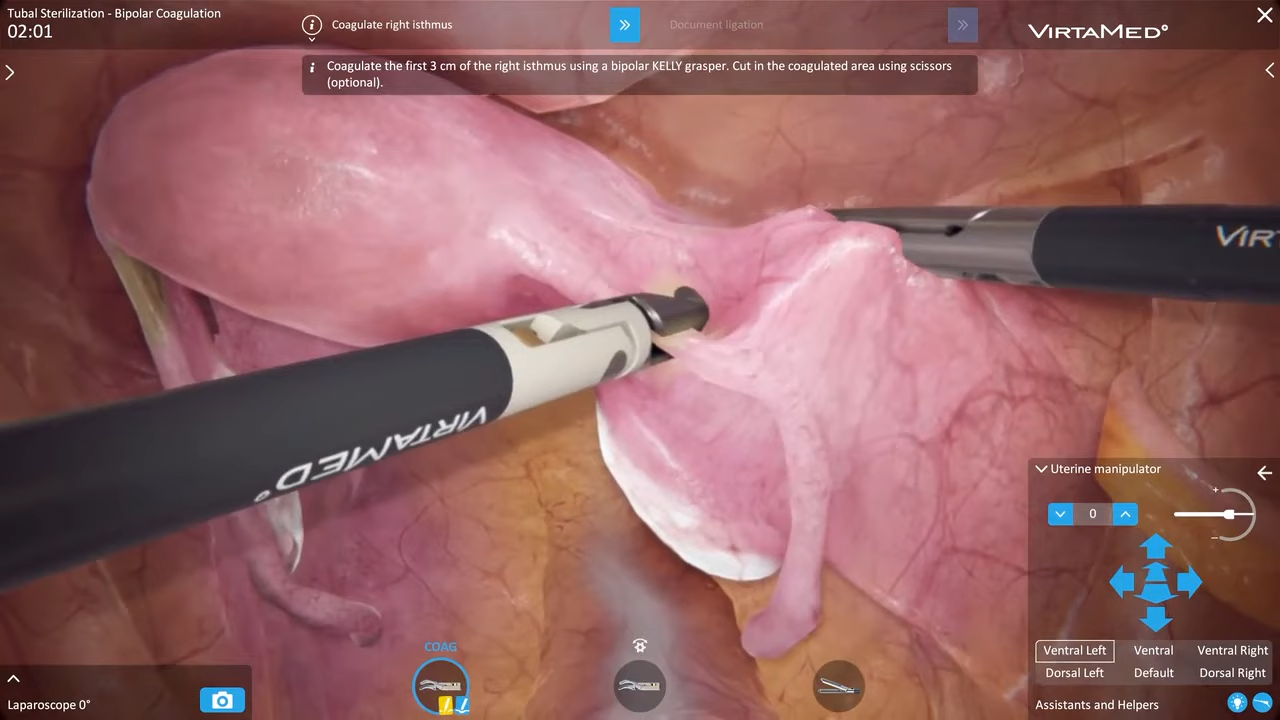 Tubal Sterilization - Bipolar Coagulation
02:01
Coagulate right isthmus
Document ligation
VIRTAMED
Coagulate the first 3 cm of the right isthmus using a bipolar KELLY grasper. Cut in the coagulated area using scissors
(optional).
VIRT
VIRTAMED
Uterine manipulator
0
COAG
Ventral Left
Ventral
Ventral Right
Dorsal Left
Default
Dorsal Right
Laparoscope 0°
Assistants and Helpers